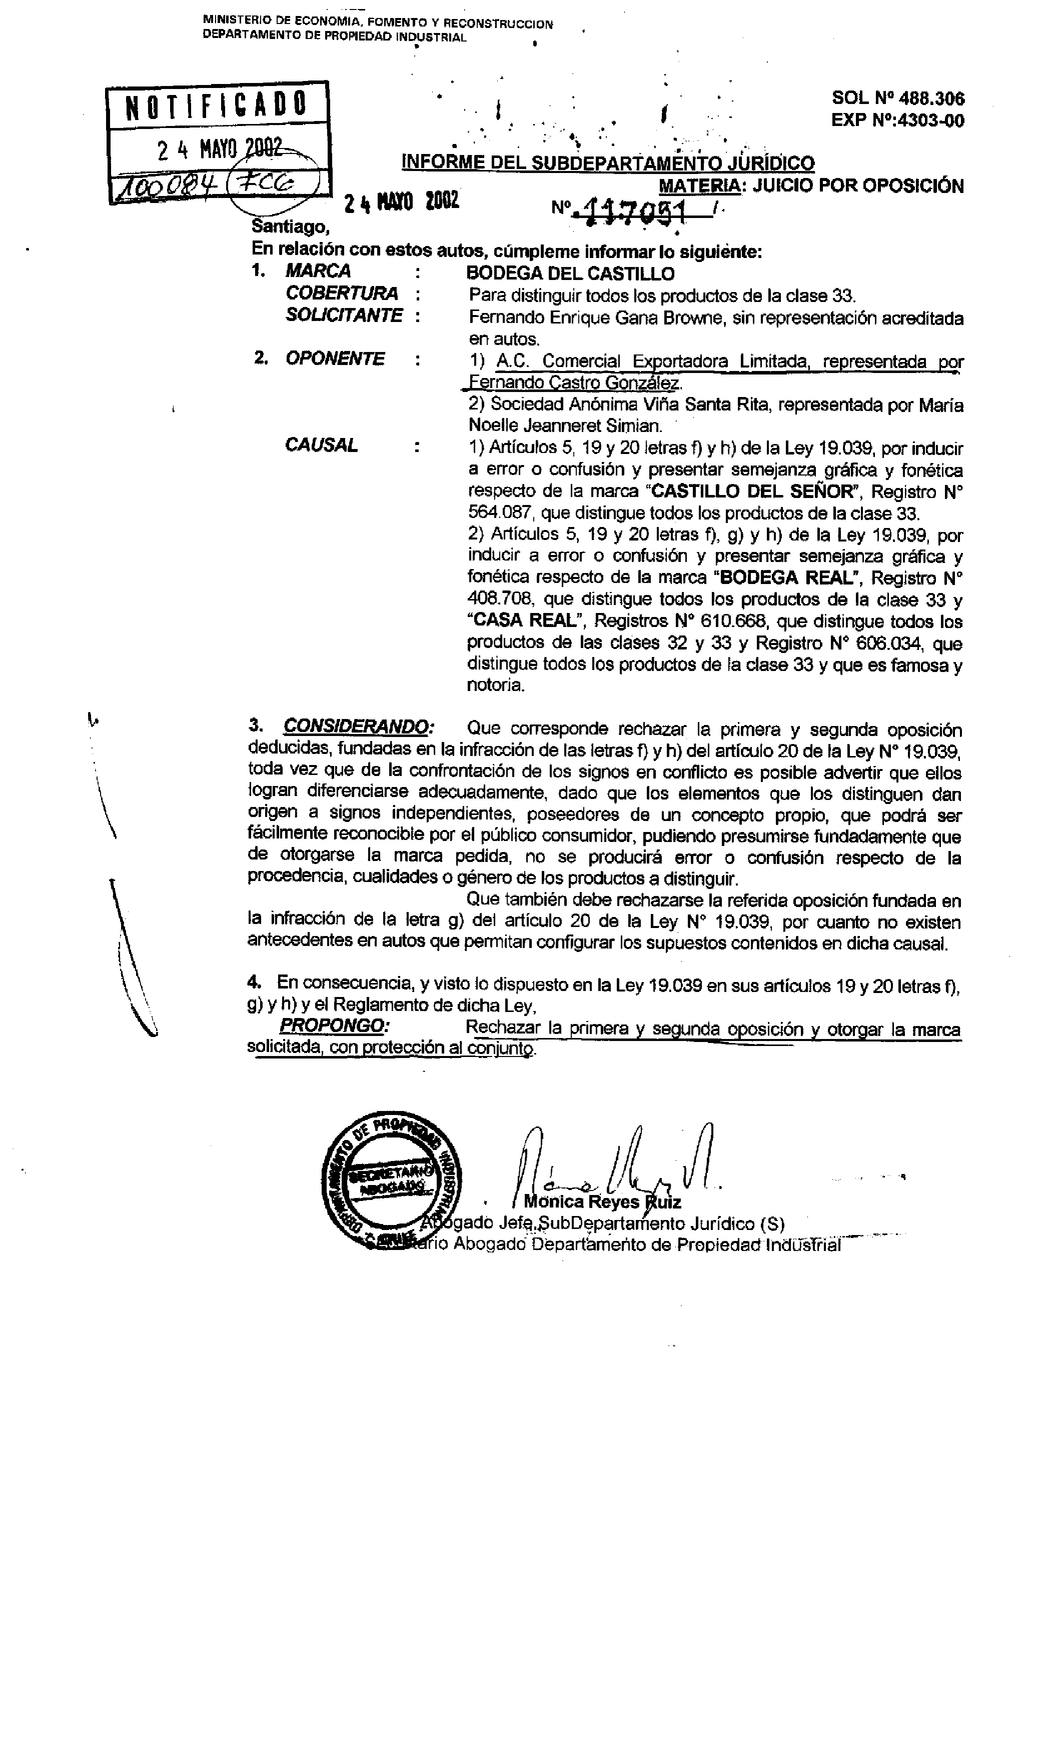 MINISTERIO DE ECONOMIA, FOMENTO Y RECONSTRUCCION
DEPARTAMENTO DE PROPIEDAD INDUSTRIAL
NOTIFICADO
24 MAYO 2002
100084 FCG
SOL Nº 488.306
EXP Nº:4303-00
INFORME DEL SUBDEPARTAMENTO JURÍDICO
MATERIA: JUICIO POR OPOSICIÓN
24 MAYO 2002
Nº 117051
Santiago,
En relación con estos autos, cúmpleme informar lo siguiente:
1. MARCA : BODEGA DEL CASTILLO
COBERTURA : Para distinguir todos los productos de la clase 33.
SOLICITANTE : Fernando Enrique Gana Browne, sin representación acreditada
en autos.
2. OPONENTE : 1) A.C. Comercial Exportadora Limitada, representada por
Fernando Castro González.
2) Sociedad Anónima Viña Santa Rita, representada por María
Noelle Jeanneret Simian.
CAUSAL : 1) Artículos 5, 19 y 20 letras f) y h) de la Ley 19.039, por inducir
a error o confusión y presentar semejanza gráfica y fonética
respecto de la marca “CASTILLO DEL SEÑOR”, Registro N°
564.087, que distingue todos los productos de la clase 33.
2) Artículos 5, 19 y 20 letras f), g) y h) de la Ley 19.039, por
inducir a error o confusión y presentar semejanza gráfica y
fonética respecto de la marca “BODEGA REAL”, Registro N°
408.708, que distingue todos los productos de la clase 33 y
“CASA REAL”, Registros N° 610.668, que distingue todos los
productos de las clases 32 y 33 y Registro N° 606.034, que
distingue todos los productos de la clase 33 y que es famosa y
notoria.
3. CONSIDERANDO: Que corresponde rechazar la primera y segunda oposición
deducidas, fundadas en la infracción de las letras f) y h) del artículo 20 de la Ley N° 19.039,
toda vez que de la confrontación de los signos en conflicto es posible advertir que ellos
logran diferenciarse adecuadamente, dado que los elementos que los distinguen dan
origen a signos independientes, poseedores de un concepto propio, que podrá ser
fácilmente reconocible por el público consumidor, pudiendo presumirse fundadamente que
de otorgarse la marca pedida, no se producirá error o confusión respecto de la
procedencia, cualidades o género de los productos a distinguir.
Que también debe rechazarse la referida oposición fundada en
la infracción de la letra g) del artículo 20 de la Ley N° 19.039, por cuanto no existen
antecedentes en autos que permitan configurar los supuestos contenidos en dicha causal.
4. En consecuencia, y visto lo dispuesto en la Ley 19.039 en sus artículos 19 y 20 letras f),
g) y h) y el Reglamento de dicha Ley,
PROPONGO: Rechazar la primera y segunda oposición y otorgar la marca
solicitada, con protección al conjunto.
DEPARTAMENTO DE PROPIEDAD INDUSTRIAL
SECRETARIO
ABOGADO
Mónica Reyes Ruiz
Abogado Jefe SubDepartamento Jurídico (S)
Abogado Departamento de Propiedad Industrial